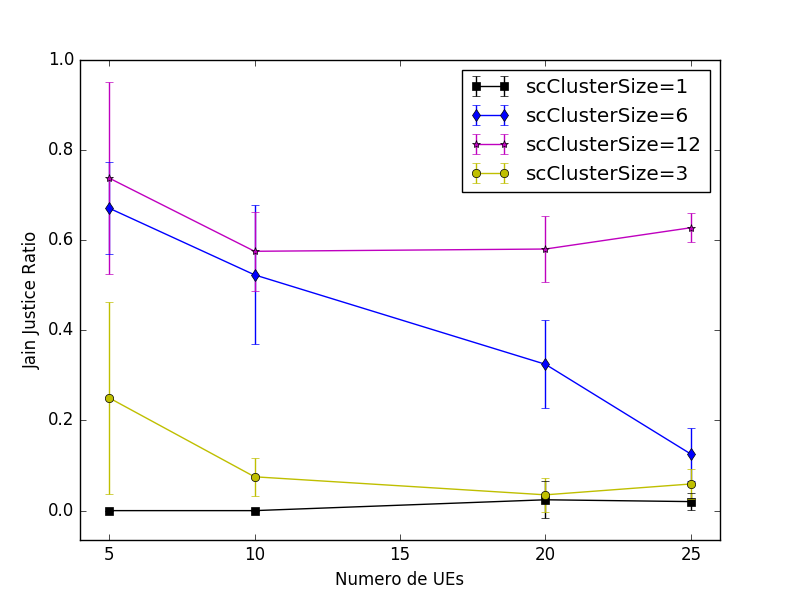 1.0
0.8
0.6
0.4
0.2
0.0
Jain Justice Ratio
scClusterSize=1
scClusterSize=6
scClusterSize=12
scClusterSize=3
5 10 15 20 25
Numero de UEs